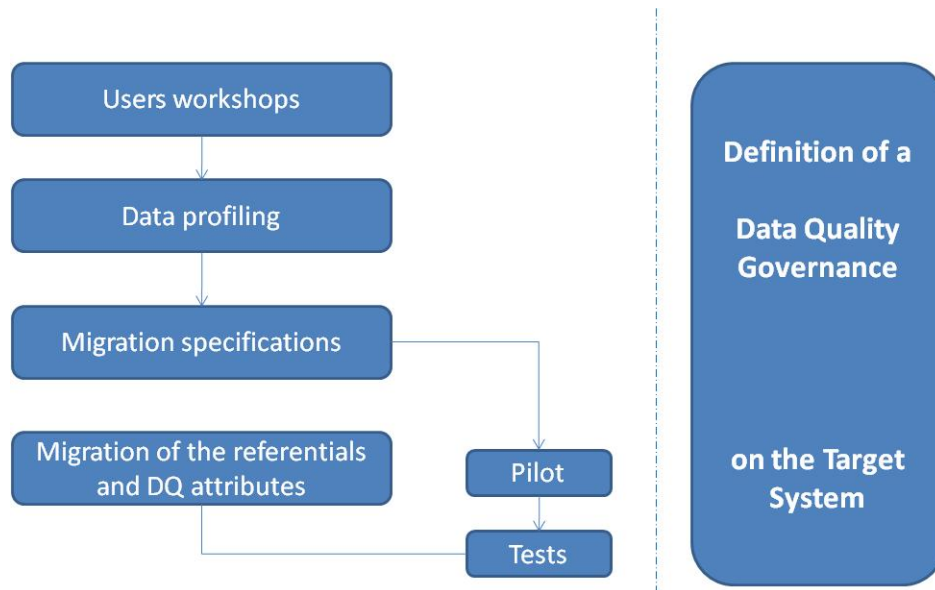 Users workshops
Data profiling
Migration specifications
Migration of the referentials
and DQ attributes
Pilot
Tests
Definition of a
Data Quality
Governance
on the Target
System